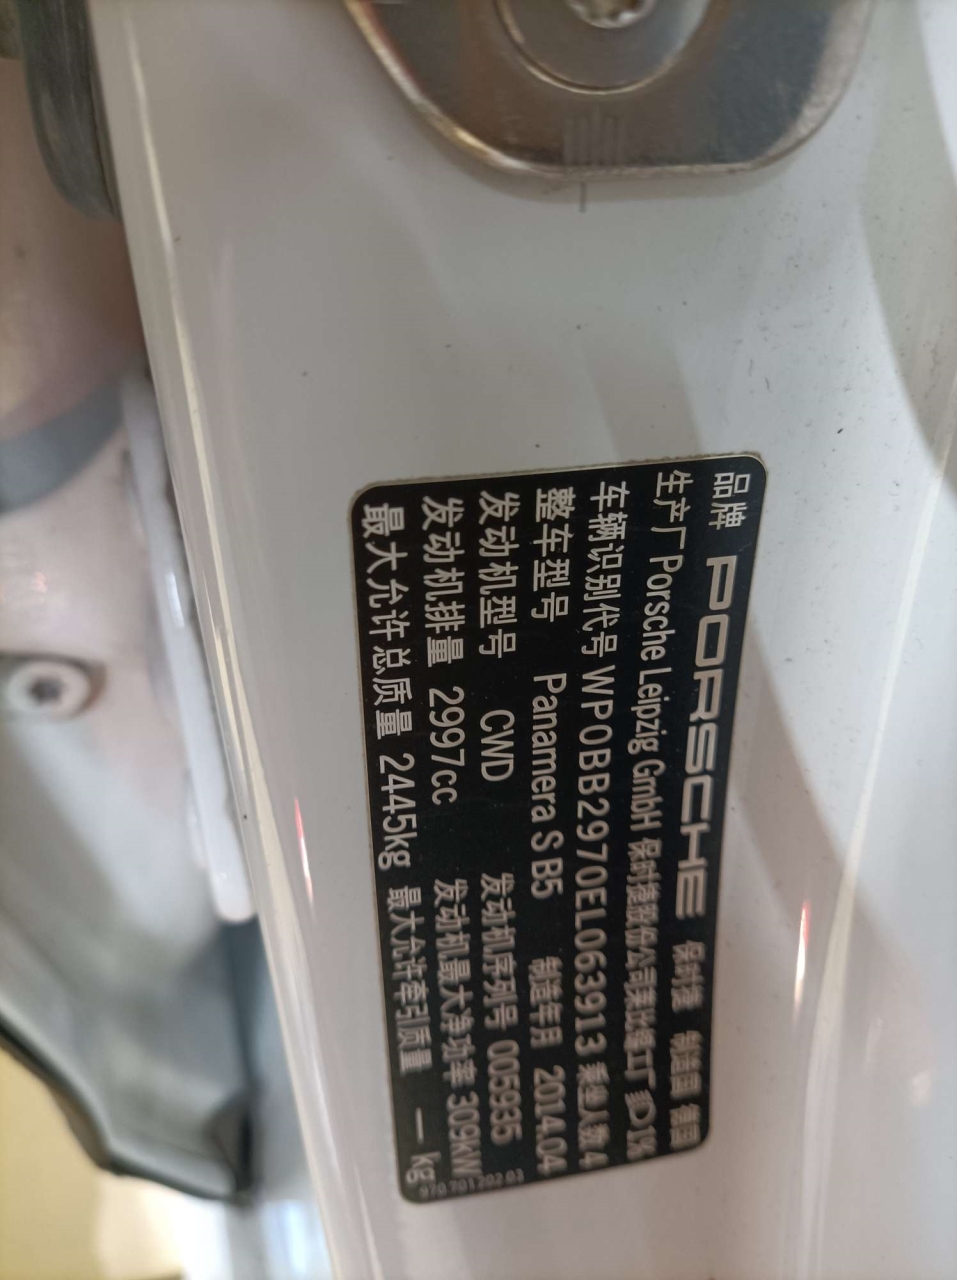 品牌 PORSCHE 保时捷 制造国 德国
生产厂 Porsche Leipzig GmbH 保时捷股份公司莱比锡工厂 1%
车辆识别代号 WP0BB2970EL063913 乘坐人数 4
整车型号 Panamera S B5 制造年月 2014.04
发动机型号 CWD 发动机序列号 005935
发动机排量 2997cc 发动机最大净功率 309kW
最大允许总质量 2445kg 最大允许牵引质量 — kg
970.701.202.03